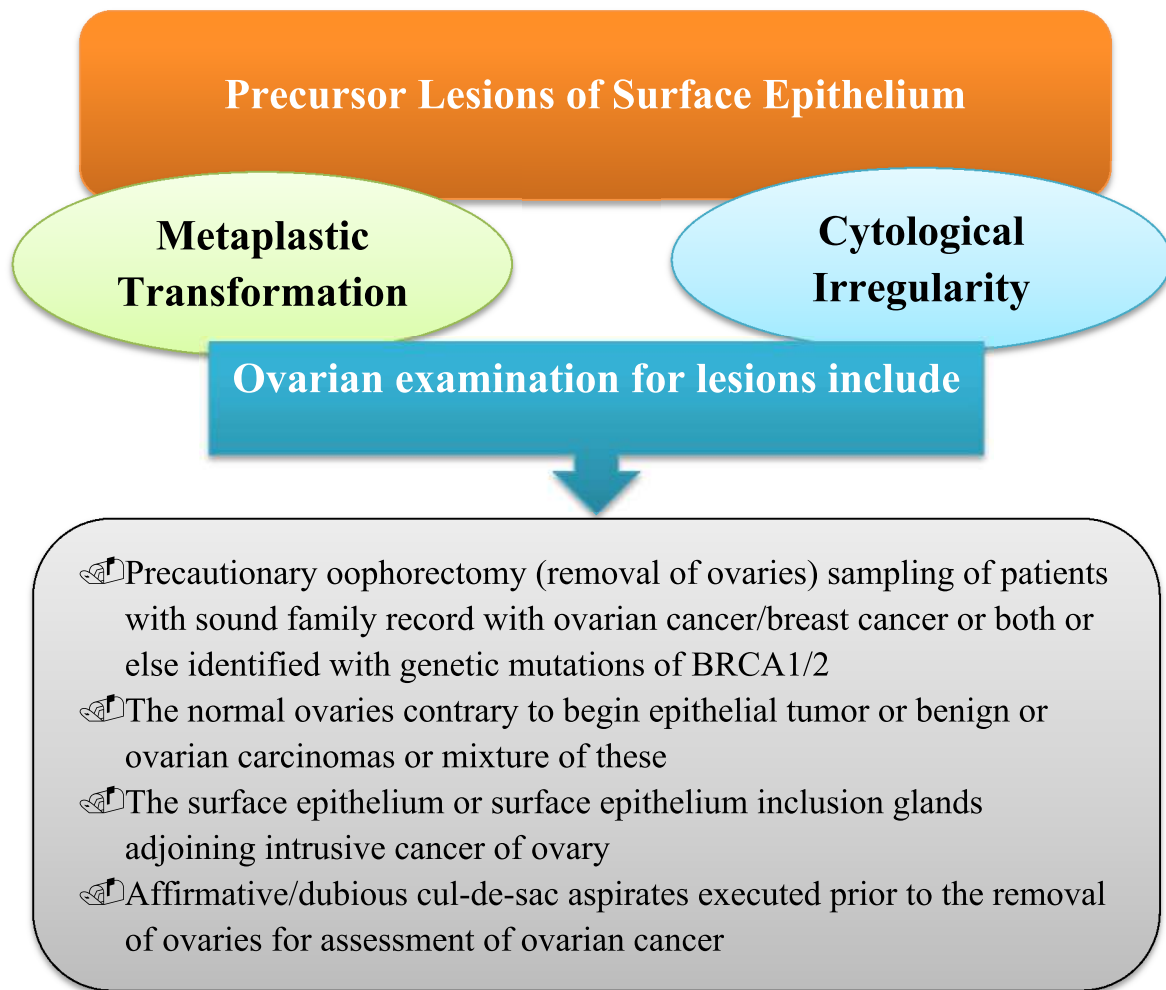 Precursor Lesions of Surface Epithelium
Metaplastic
Transformation
Cytological
Irregularity
Ovarian examination for lesions include
Precautionary oophorectomy (removal of ovaries) sampling of patients
with sound family record with ovarian cancer/breast cancer or both or
else identified with genetic mutations of BRCA1/2
The normal ovaries contrary to begin epithelial tumor or benign or
ovarian carcinomas or mixture of these
The surface epithelium or surface epithelium inclusion glands
adjoining intrusive cancer of ovary
Affirmative/dubious cul-de-sac aspirates executed prior to the removal
of ovaries for assessment of ovarian cancer